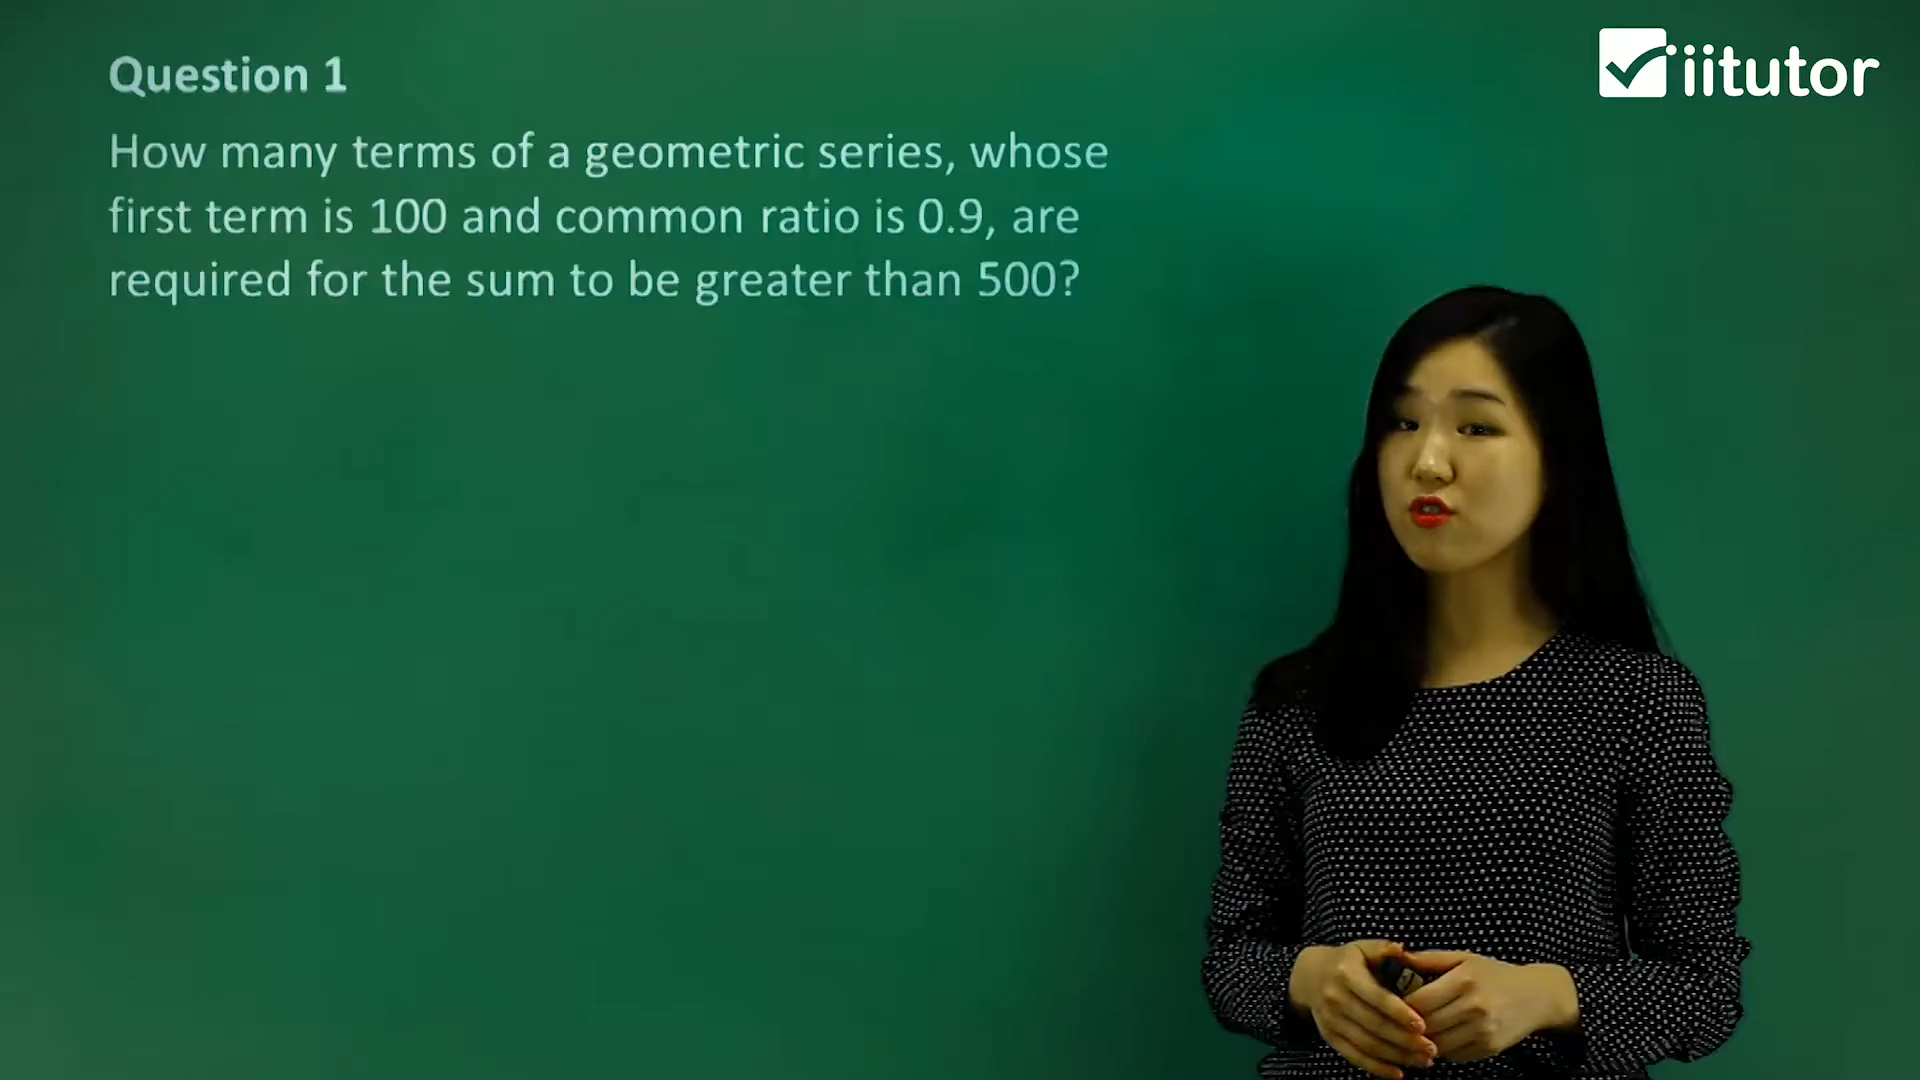 iitutor
Question 1
How many terms of a geometric series, whose
first term is 100 and common ratio is 0.9, are
required for the sum to be greater than 500?